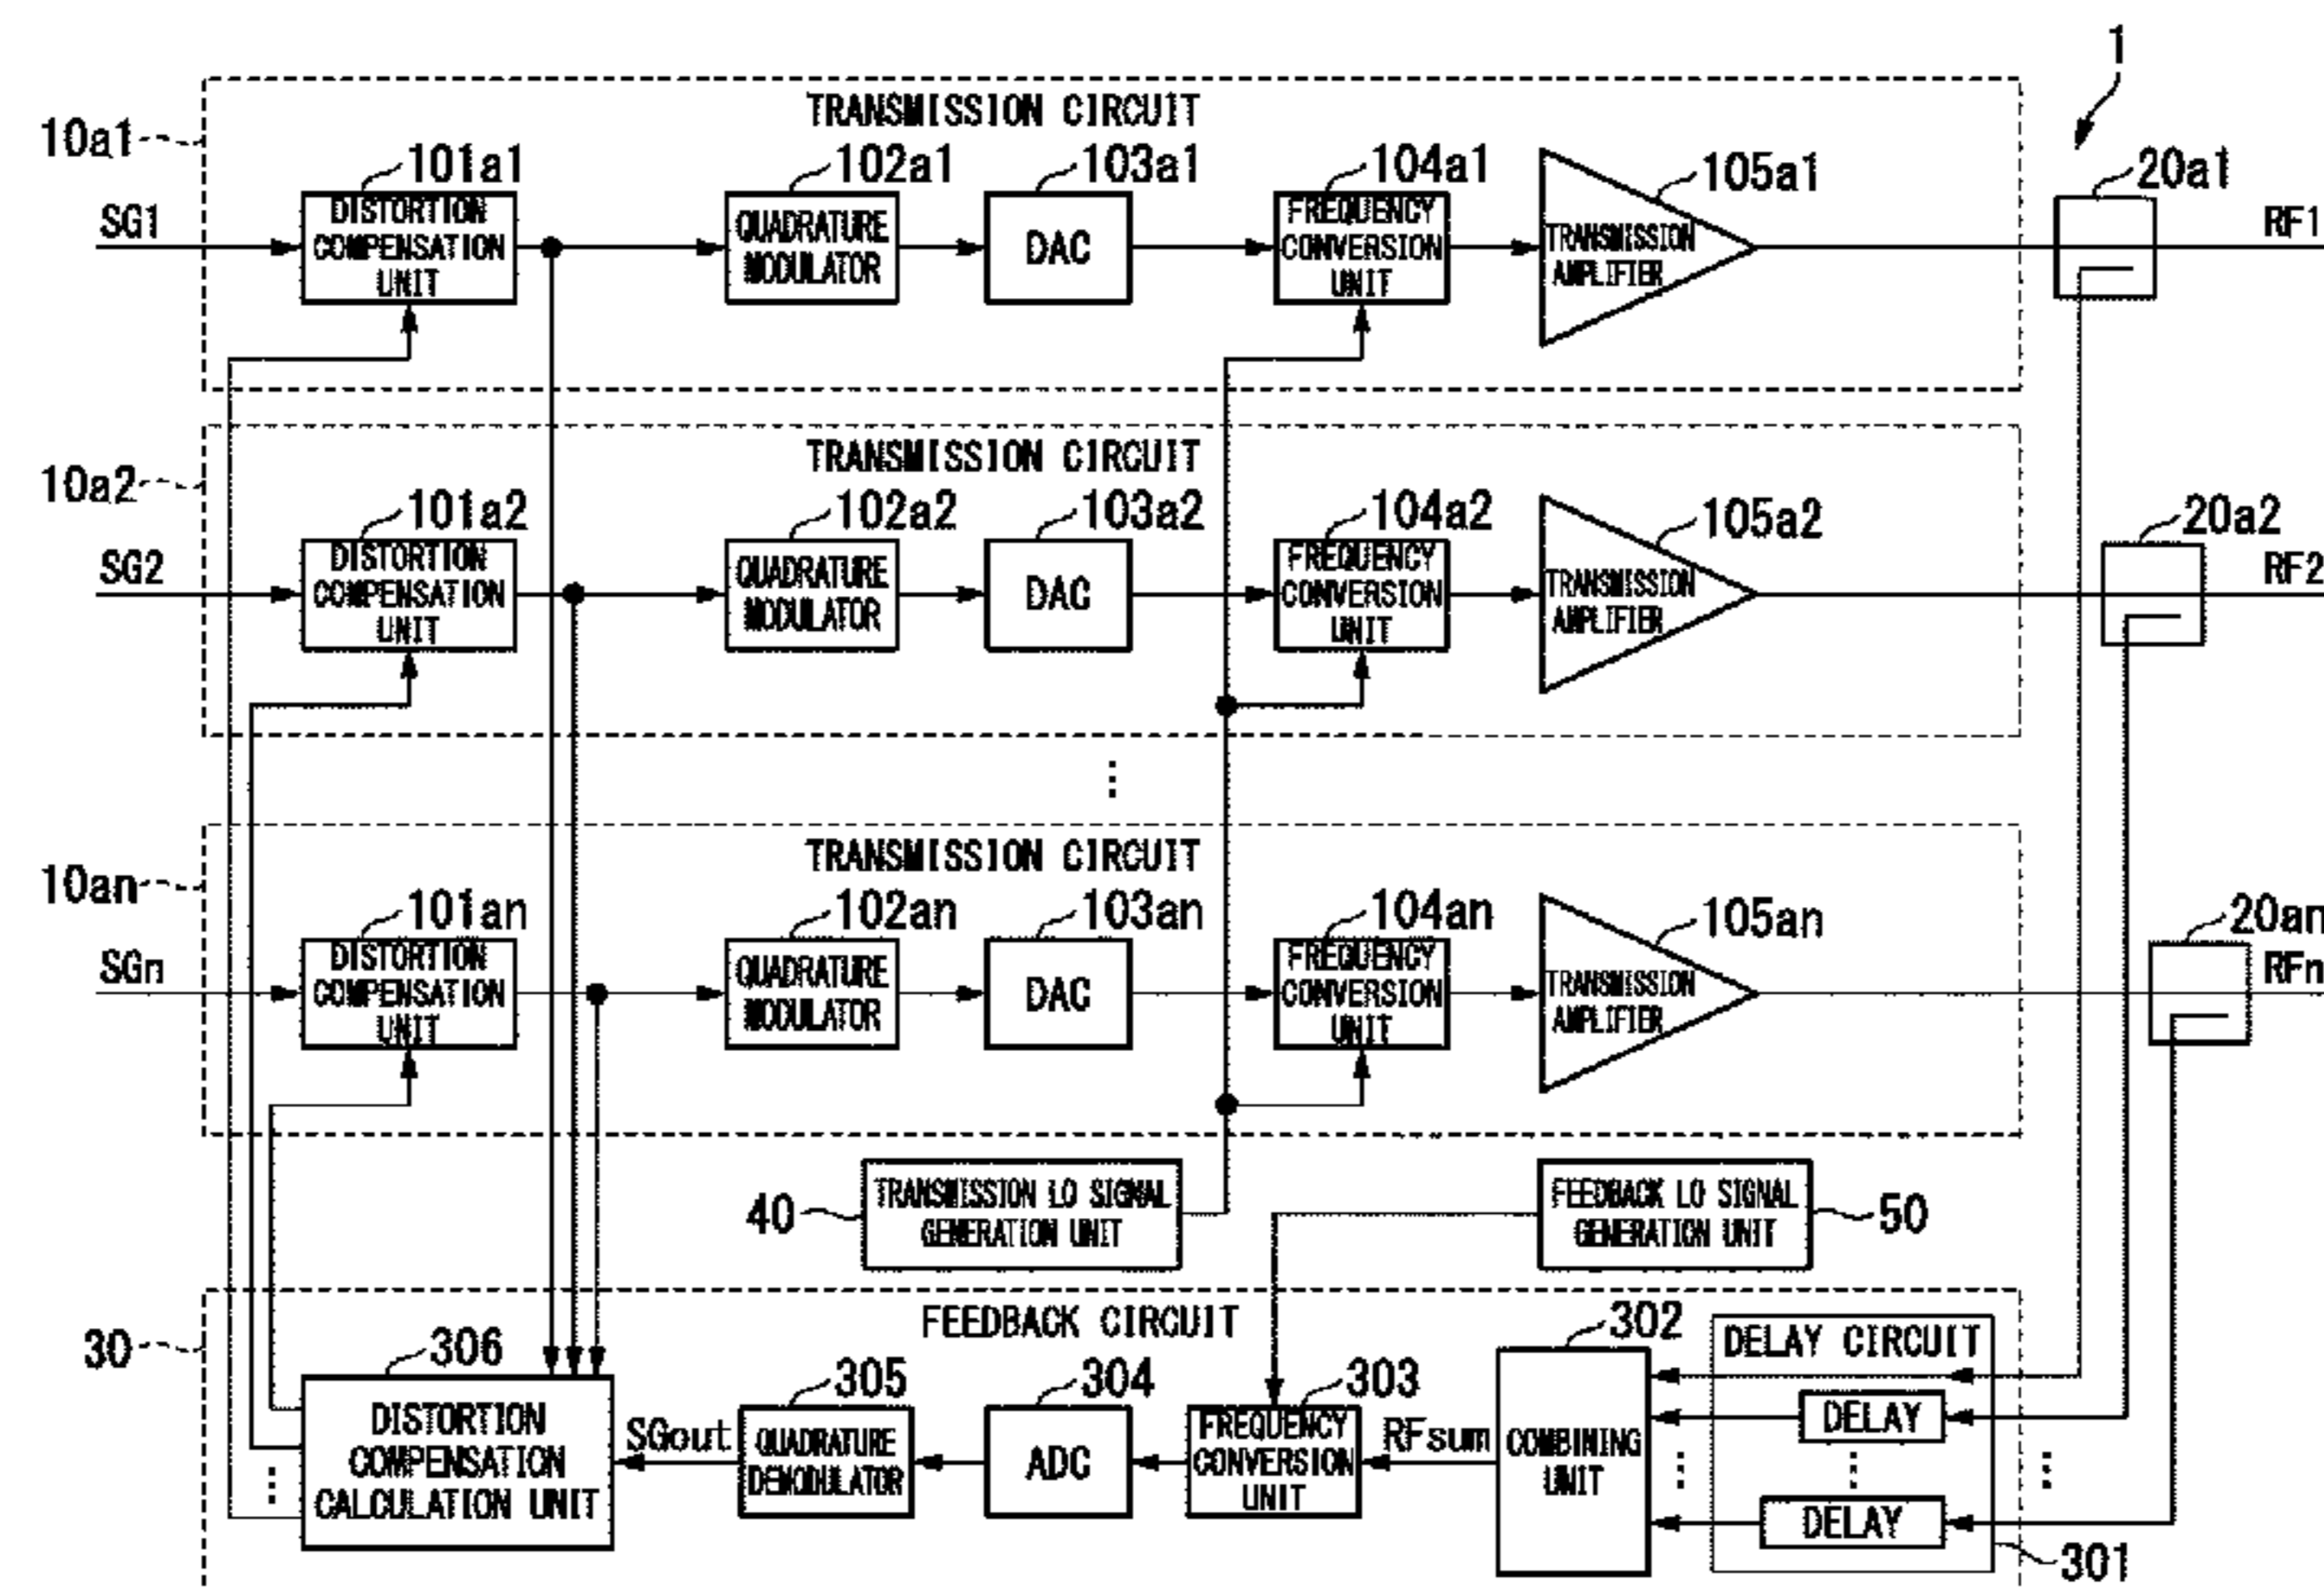 1
TRANSMISSION CIRCUIT
10a1
101a1
102a1
103a1
104a1
105a1
20a1
SG1
DISTORTION
COMPENSATION
UNIT
QUADRATURE
MODULATOR
DAC
FREQUENCY
CONVERSION
UNIT
TRANSMISSION
AMPLIFIER
RF1
TRANSMISSION CIRCUIT
10a2
101a2
102a2
103a2
104a2
105a2
20a2
SG2
DISTORTION
COMPENSATION
UNIT
QUADRATURE
MODULATOR
DAC
FREQUENCY
CONVERSION
UNIT
TRANSMISSION
AMPLIFIER
RF2
TRANSMISSION CIRCUIT
10an
101an
102an
103an
104an
105an
20an
SGn
DISTORTION
COMPENSATION
UNIT
QUADRATURE
MODULATOR
DAC
FREQUENCY
CONVERSION
UNIT
TRANSMISSION
AMPLIFIER
RFn
40
TRANSMISSION LO SIGNAL
GENERATION UNIT
FEEDBACK LO SIGNAL
GENERATION UNIT
50
FEEDBACK CIRCUIT
30
306
305
304
303
302
DISTORTION
COMPENSATION
CALCULATION UNIT
SGout
QUADRATURE
DEMODULATOR
ADC
FREQUENCY
CONVERSION
UNIT
RFsum
COMBINING
UNIT
DELAY CIRCUIT
DELAY
DELAY
301